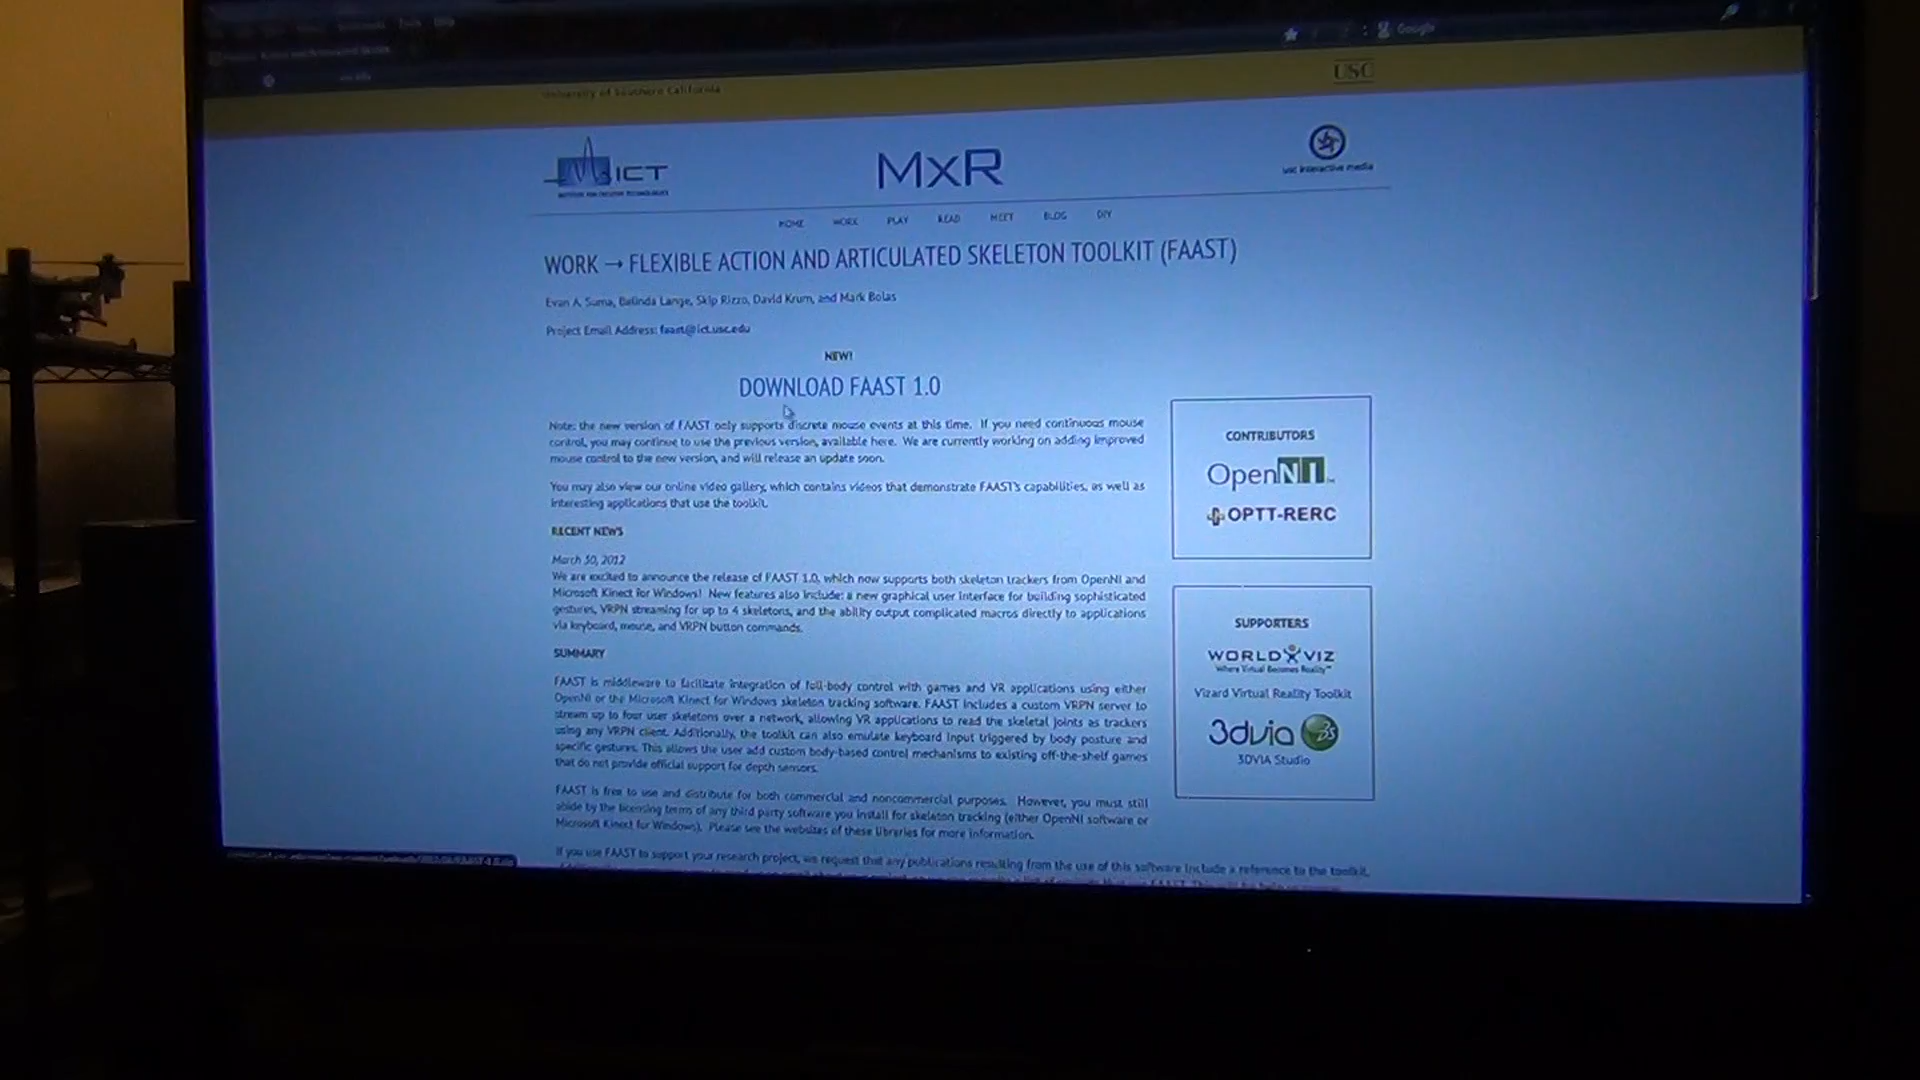 Google
University of Southern California
USC
ICT
MxR
usc interactive media
HOME WORK PLAY READ MEET BLOG DIY
WORK → FLEXIBLE ACTION AND ARTICULATED SKELETON TOOLKIT (FAAST)
Evan A. Suma, Belinda Lange, Skip Rizzo, David Krum, and Mark Bolas
Project Email Address: faast@ict.usc.edu
NEW!
DOWNLOAD FAAST 1.0
Note: the new version of FAAST only supports discrete mouse events at this time. If you need continuous mouse
control, you may continue to use the previous version, available here. We are currently working on adding improved
mouse control to the new version, and will release an update soon.
You may also view our online video gallery, which contains videos that demonstrate FAAST's capabilities, as well as
interesting applications that use the toolkit.
RECENT NEWS
March 30, 2012
We are excited to announce the release of FAAST 1.0, which now supports both skeleton trackers from OpenNI and
Microsoft Kinect for Windows! New features also include: a new graphical user interface for building sophisticated
gestures, VRPN streaming for up to 4 skeletons, and the ability output complicated macros directly to applications
via keyboard, mouse, and VRPN button commands.
SUMMARY
FAAST is middleware to facilitate integration of full-body control with games and VR applications using either
OpenNI or the Microsoft Kinect for Windows skeleton tracking software. FAAST includes a custom VRPN server to
stream up to four user skeletons over a network, allowing VR applications to read the skeletal joints as trackers
using any VRPN client. Additionally, the toolkit can also emulate keyboard input triggered by body posture and
specific gestures. This allows the user add custom body-based control mechanisms to existing off-the-shelf games
that do not provide official support for depth sensors.
FAAST is free to use and distribute for both commercial and noncommercial purposes. However, you must still
abide by the licensing terms of any third party software you install for skeleton tracking (either OpenNI software or
Microsoft Kinect for Windows). Please see the websites of these libraries for more information.
If you use FAAST to support your research project, we request that any publications resulting from the use of this software include a reference to the toolkit.
CONTRIBUTORS
OpenNI
OPTT-RERC
SUPPORTERS
WORLDVIZ
Where Virtual Becomes Reality
Vizard Virtual Reality Toolkit
3dvia
3DVIA Studio